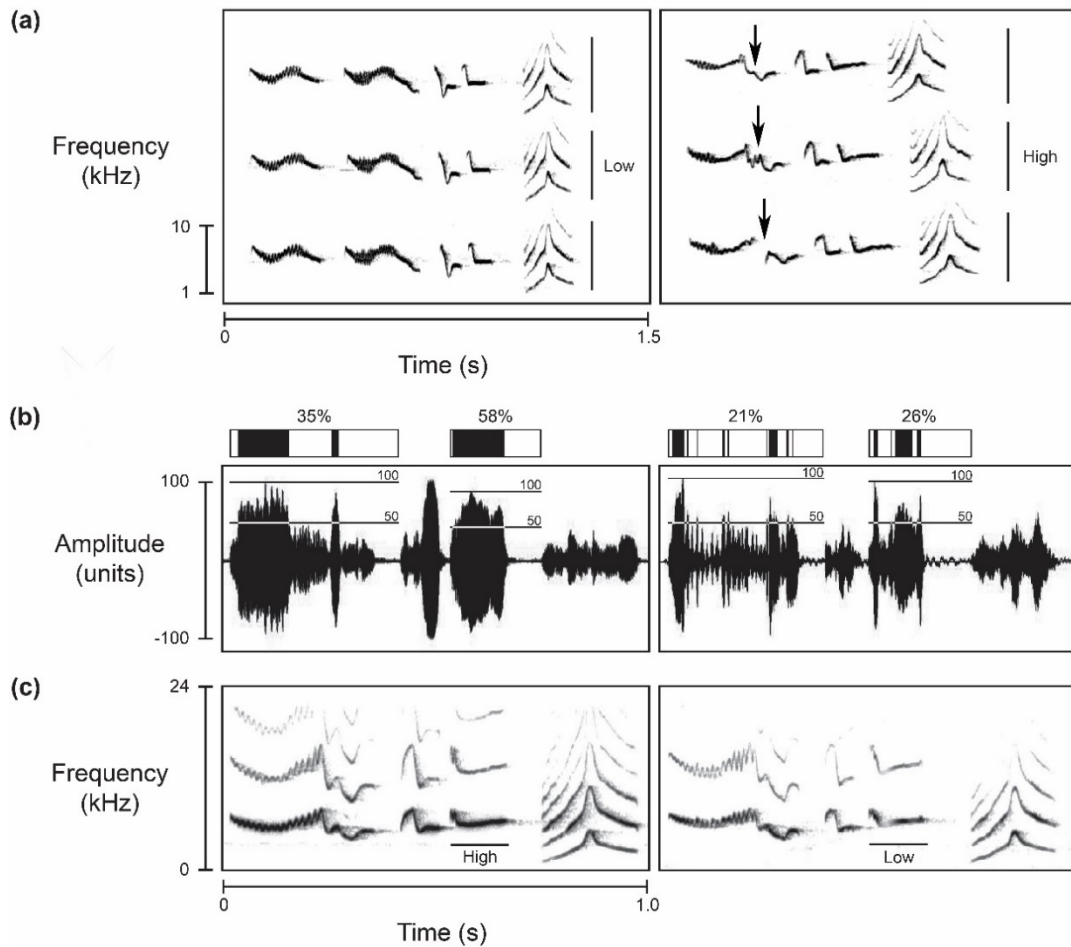 (a)
Frequency
(kHz)
10
1
Low
High
0
1.5
Time (s)
(b)
35%
58%
21%
26%
Amplitude
(units)
100
-100
100
50
100
50
100
50
100
50
(c)
Frequency
(kHz)
24
0
High
Low
0
1.0
Time (s)